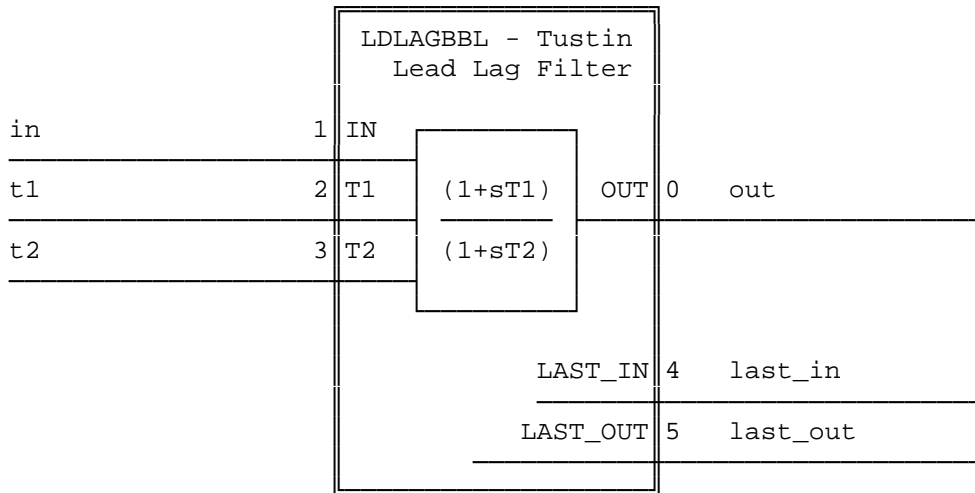 LDLAGBBL - Tustin
Lead Lag Filter
in 1 IN
t1 2 T1 (1+sT1) OUT 0 out
t2 3 T2 (1+sT2)
LAST_IN 4 last_in
LAST_OUT 5 last_out